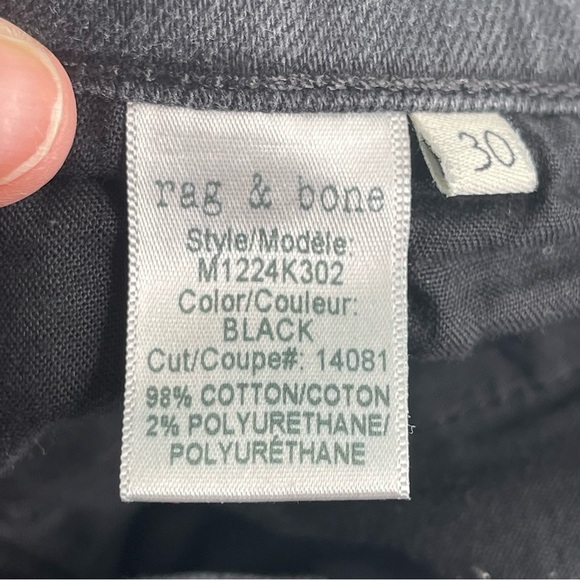 rag & bone
Style/Modèle:
M1224K302
Color/Couleur:
BLACK
Cut/Coupe#: 14081
98% COTTON/COTON
2% POLYURETHANE/
POLYURÉTHANE
30